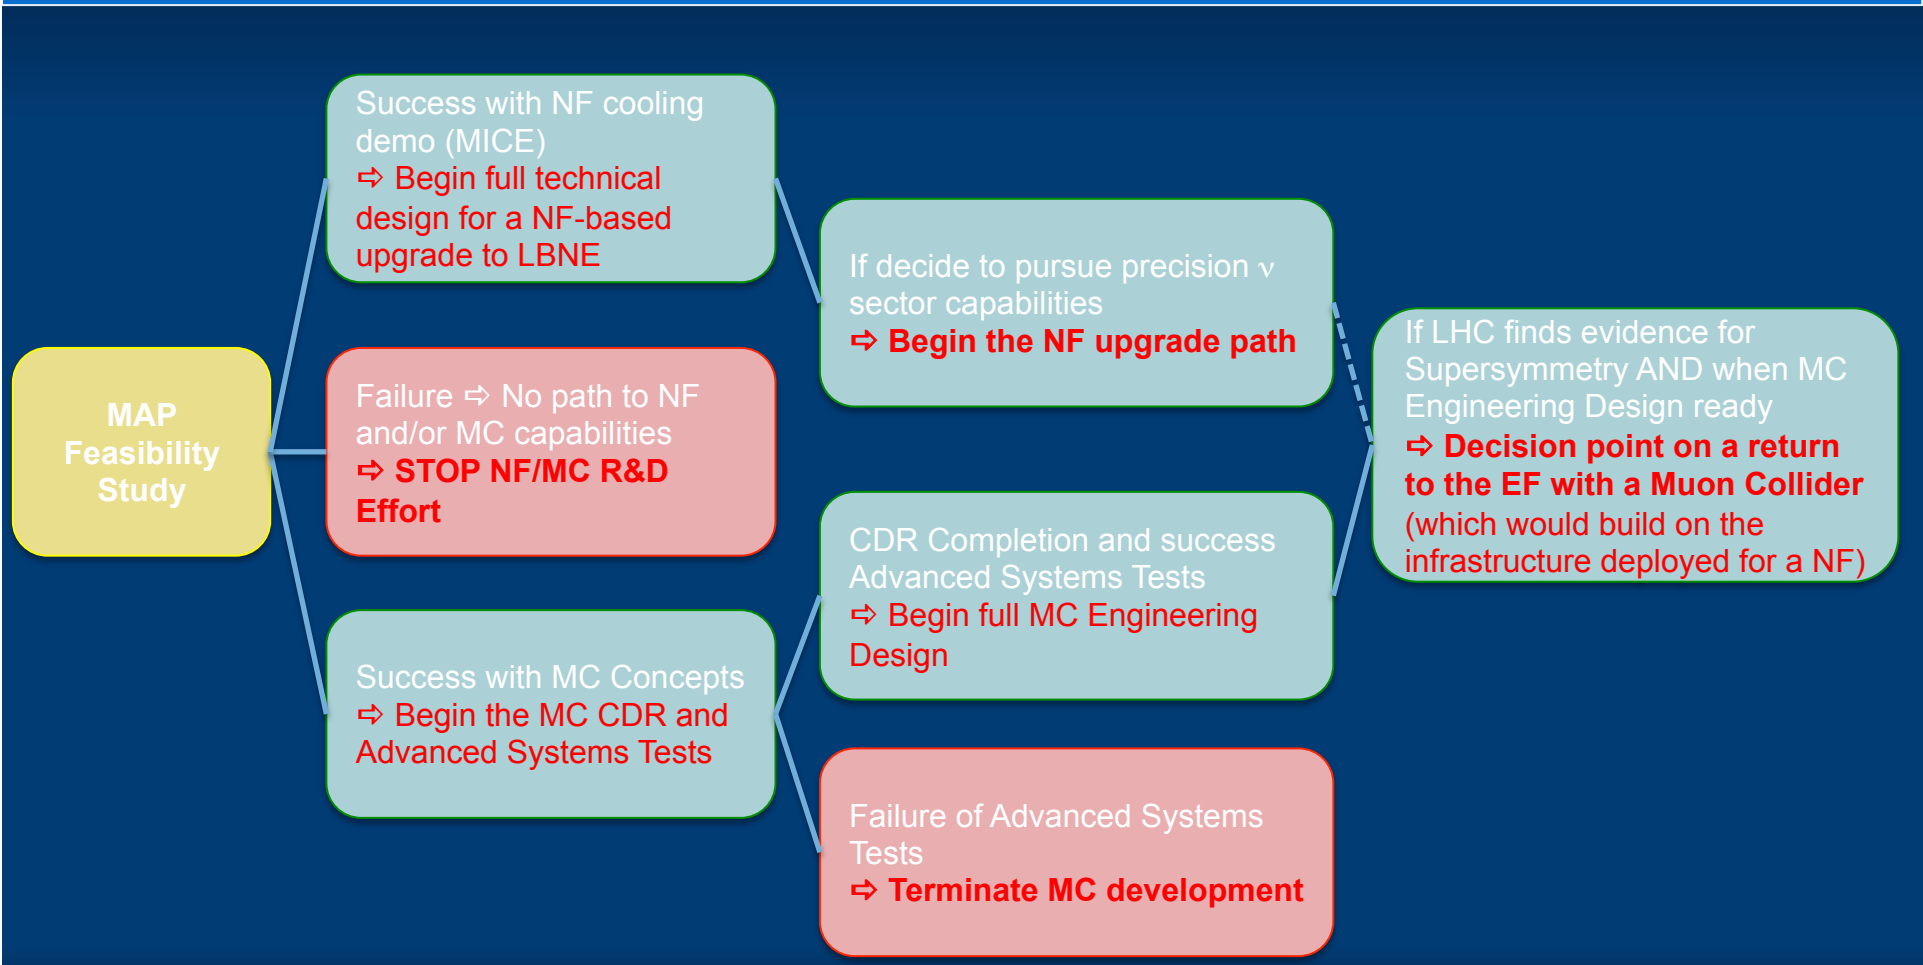 Success with NF cooling
demo (MICE)
⇨ Begin full technical
design for a NF-based
upgrade to LBNE
If decide to pursue precision ν
sector capabilities
⇨ Begin the NF upgrade path
If LHC finds evidence for
Supersymmetry AND when MC
Engineering Design ready
⇨ Decision point on a return
to the EF with a Muon Collider
(which would build on the
infrastructure deployed for a NF)
MAP
Feasibility
Study
Failure ⇨ No path to NF
and/or MC capabilities
⇨ STOP NF/MC R&D
Effort
CDR Completion and success
Advanced Systems Tests
⇨ Begin full MC Engineering
Design
Success with MC Concepts
⇨ Begin the MC CDR and
Advanced Systems Tests
Failure of Advanced Systems
Tests
⇨ Terminate MC development